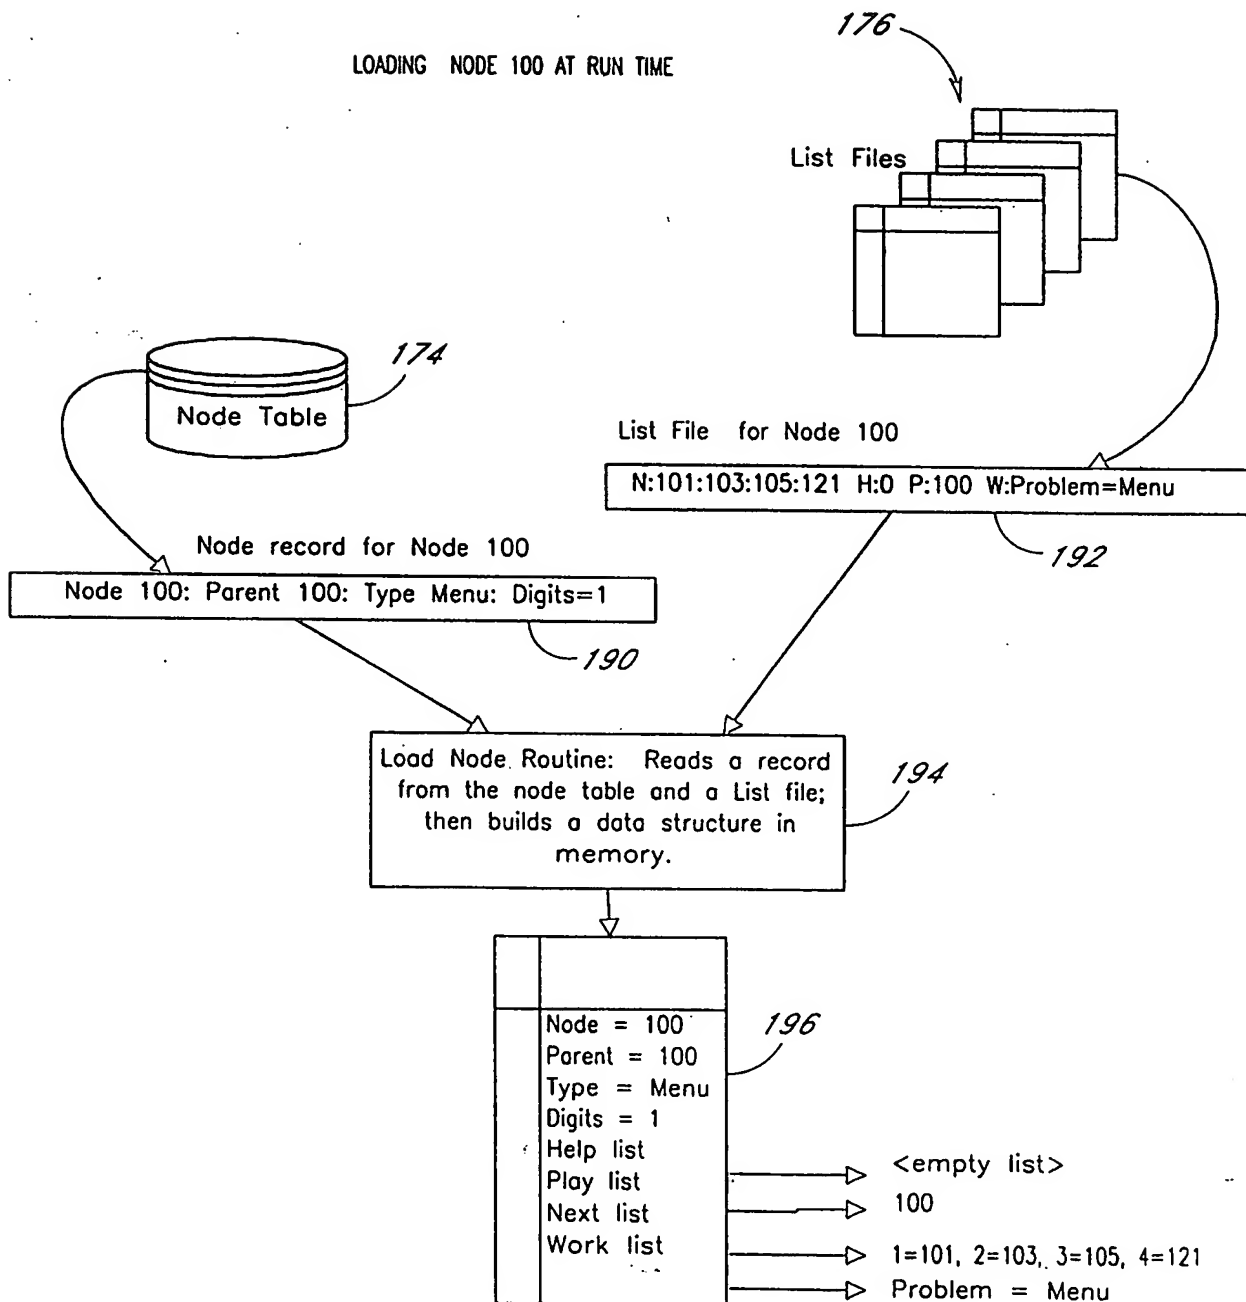 176
LOADING NODE 100 AT RUN TIME
List Files
174
Node Table
List File for Node 100
N:101:103:105:121 H:0 P:100 W:Problem=Menu
192
Node record for Node 100
Node 100: Parent 100: Type Menu: Digits=1
190
Load Node Routine: Reads a record
from the node table and a List file;
then builds a data structure in
memory.
194
196
Node = 100
Parent = 100
Type = Menu
Digits = 1
Help list
Play list
Next list
Work list
<empty list>
100
1=101, 2=103, 3=105, 4=121
Problem = Menu